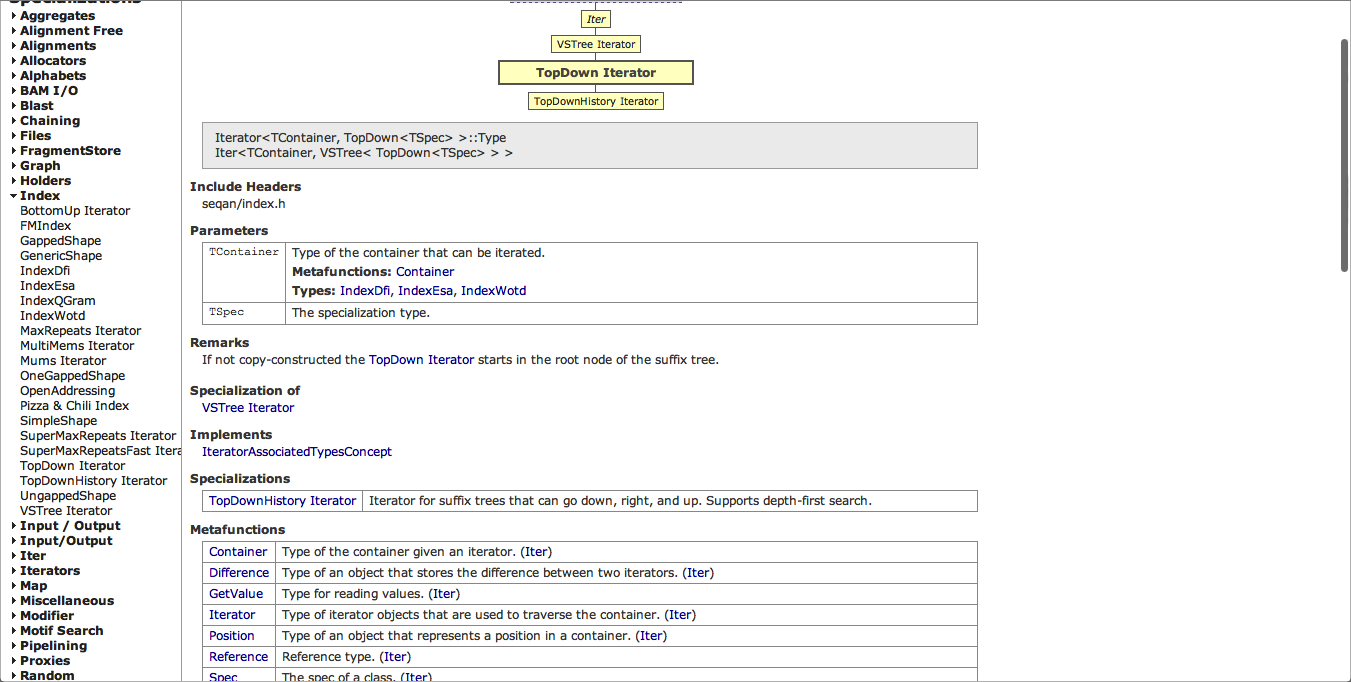 Specializations
Aggregates
Alignment Free
Alignments
Allocators
Alphabets
BAM I/O
Blast
Chaining
Files
FragmentStore
Graph
Holders
Index
BottomUp Iterator
FMIndex
GappedShape
GenericShape
IndexDfi
IndexEsa
IndexQGram
IndexWotd
MaxRepeats Iterator
MultiMems Iterator
Mums Iterator
OneGappedShape
OpenAddressing
Pizza & Chili Index
SimpleShape
SuperMaxRepeats Iterator
SuperMaxRepeatsFast Itera
TopDown Iterator
TopDownHistory Iterator
UngappedShape
VSTree Iterator
Input / Output
Input/Output
Iter
Iterators
Map
Miscellaneous
Modifier
Motif Search
Pipelining
Proxies
Random
Iter
VSTree Iterator
TopDown Iterator
TopDownHistory Iterator
Iterator<TContainer, TopDown<TSpec> >::Type
Iter<TContainer, VSTree< TopDown<TSpec> > >
Include Headers
seqan/index.h
Parameters
TContainer Type of the container that can be iterated.
Metafunctions: Container
Types: IndexDfi, IndexEsa, IndexWotd
TSpec The specialization type.
Remarks
If not copy-constructed the TopDown Iterator starts in the root node of the suffix tree.
Specialization of
VSTree Iterator
Implements
IteratorAssociatedTypesConcept
Specializations
TopDownHistory Iterator Iterator for suffix trees that can go down, right, and up. Supports depth-first search.
Metafunctions
Container Type of the container given an iterator. (Iter)
Difference Type of an object that stores the difference between two iterators. (Iter)
GetValue Type for reading values. (Iter)
Iterator Type of iterator objects that are used to traverse the container. (Iter)
Position Type of an object that represents a position in a container. (Iter)
Reference Reference type. (Iter)
Spec The spec of a class. (Iter)